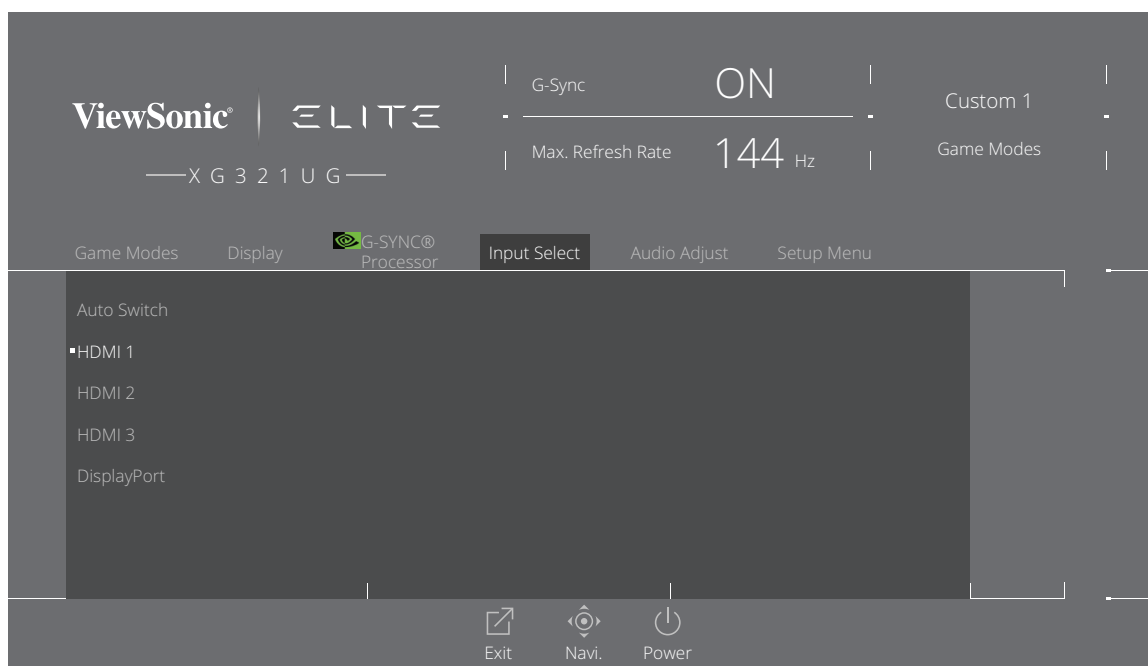 ViewSonic® | ELITE
XG321UG
G-Sync ON
Max. Refresh Rate 144 Hz
Custom 1
Game Modes
Game Modes
Display
G-SYNC®
Processor
Input Select
Audio Adjust
Setup Menu
Auto Switch
HDMI 1
HDMI 2
HDMI 3
DisplayPort
Exit
Navi.
Power